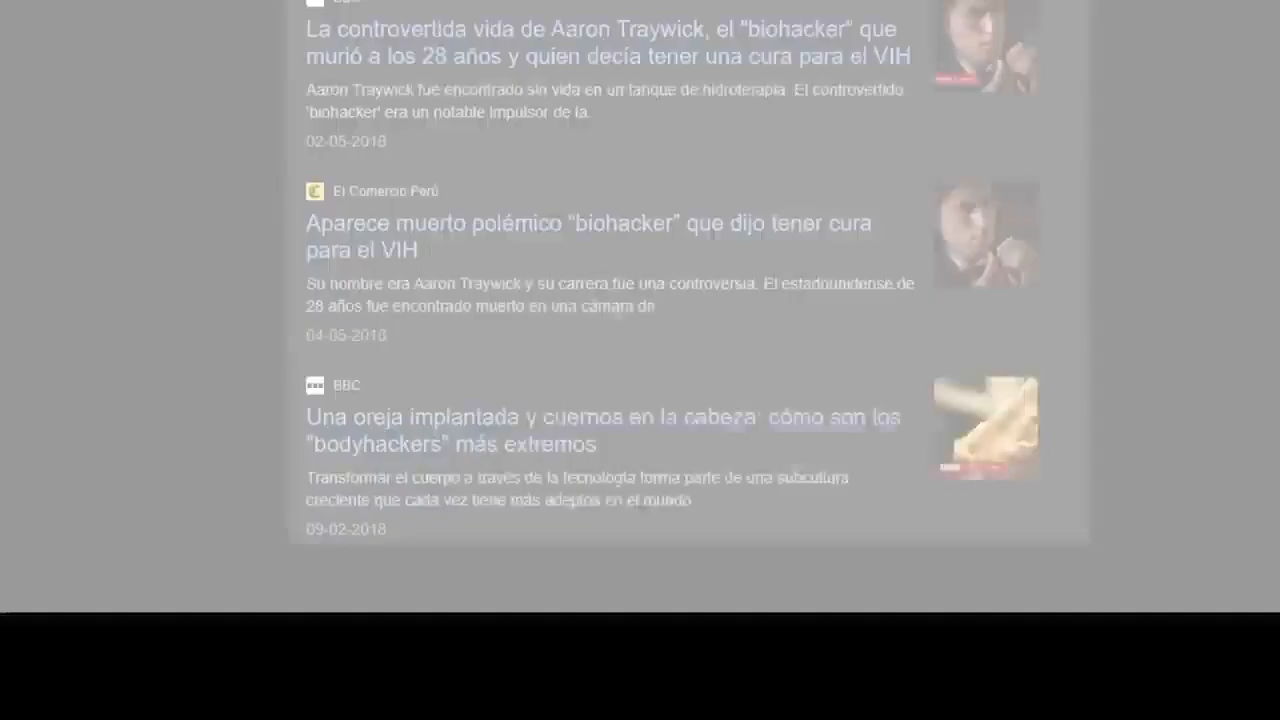 La controvertida vida de Aaron Traywick, el "biohacker" que
murió a los 28 años y quien decía tener una cura para el VIH
Aaron Traywick fue encontrado sin vida en un tanque de hidroterapia. El controvertido
'biohacker' era un notable impulsor de la.
02-05-2018
El Comercio Perú
Aparece muerto polémico "biohacker" que dijo tener cura
para el VIH
Su nombre era Aaron Traywick y su carrera fue una controversia. El estadounidense de
28 años fue encontrado muerto en una cámara de
04-05-2018
BBC
Una oreja implantada y cuernos en la cabeza: cómo son los
"bodyhackers" más extremos
Transformar el cuerpo a través de la tecnología forma parte de una subcultura
creciente que cada vez tiene más adeptos en el mundo
09-02-2018